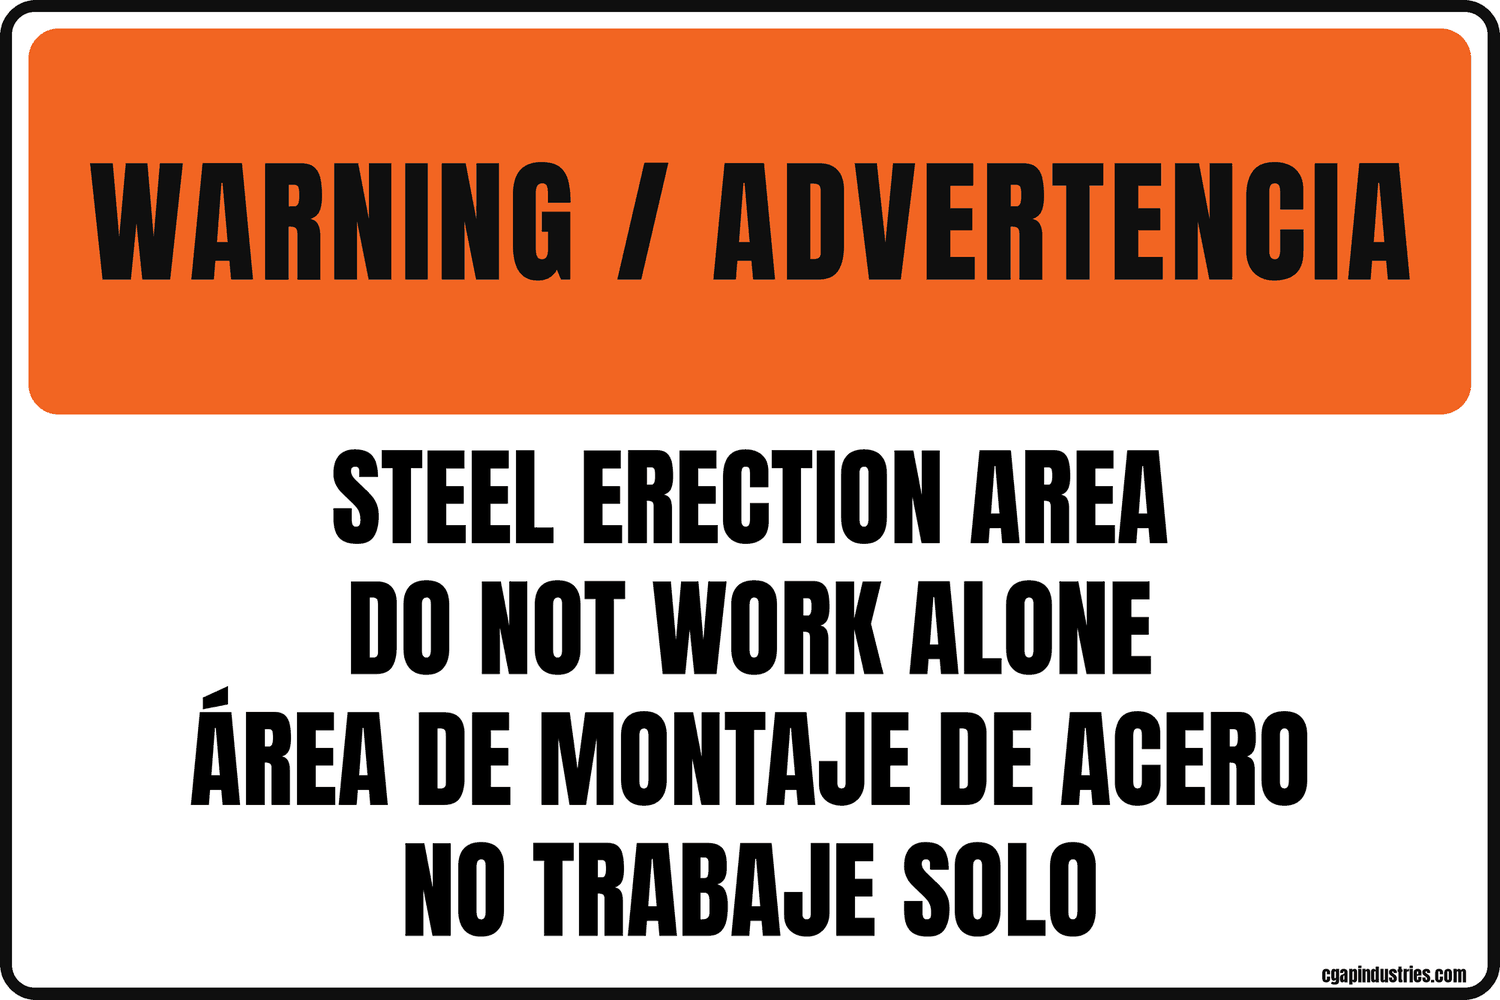 WARNING / ADVERTENCIA
STEEL ERECTION AREA
DO NOT WORK ALONE
ÁREA DE MONTAJE DE ACERO
NO TRABAJE SOLO
cgapindustries.com